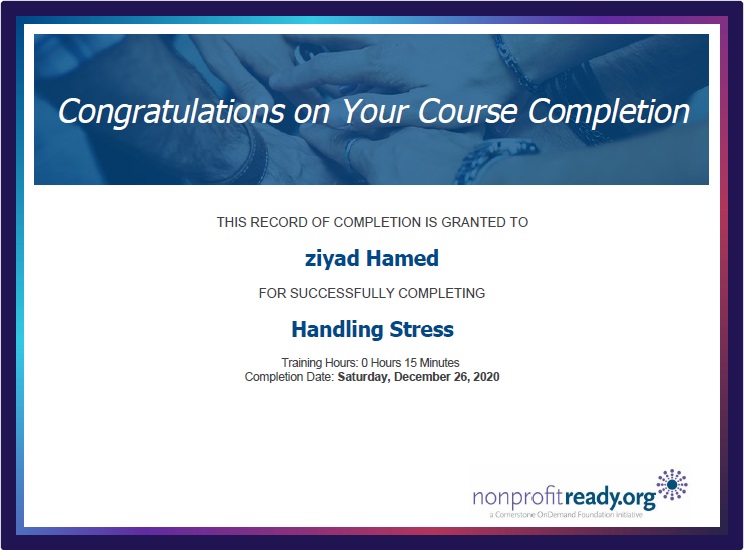 Congratulations on Your Course Completion
THIS RECORD OF COMPLETION IS GRANTED TO
ziyad Hamed
FOR SUCCESSFULLY COMPLETING
Handling Stress
Training Hours: 0 Hours 15 Minutes
Completion Date: Saturday, December 26, 2020
nonprofitready.org
a Cornerstone OnDemand Foundation initiative